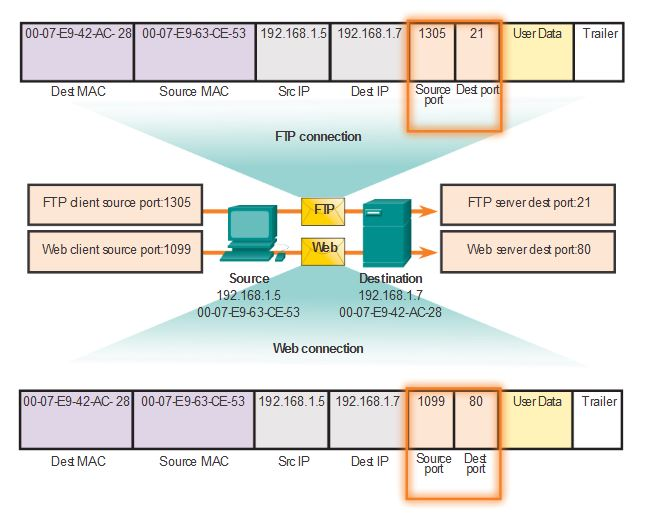 00-07-E9-42-AC- 28 00-07-E9-63-CE-53 192.168.1.5 192.168.1.7 1305 21 User Data Trailer
Dest MAC Source MAC Src IP Dest IP Source port Dest port
FTP connection
FTP client source port:1305
FTP
FTP server dest port:21
Web client source port:1099
Web
Web server dest port:80
Source
192.168.1.5
00-07-E9-63-CE-53
Destination
192.168.1.7
00-07-E9-42-AC-28
Web connection
00-07-E9-42-AC- 28 00-07-E9-63-CE-53 192.168.1.5 192.168.1.7 1099 80 User Data Trailer
Dest MAC Source MAC Src IP Dest IP Source port Dest port